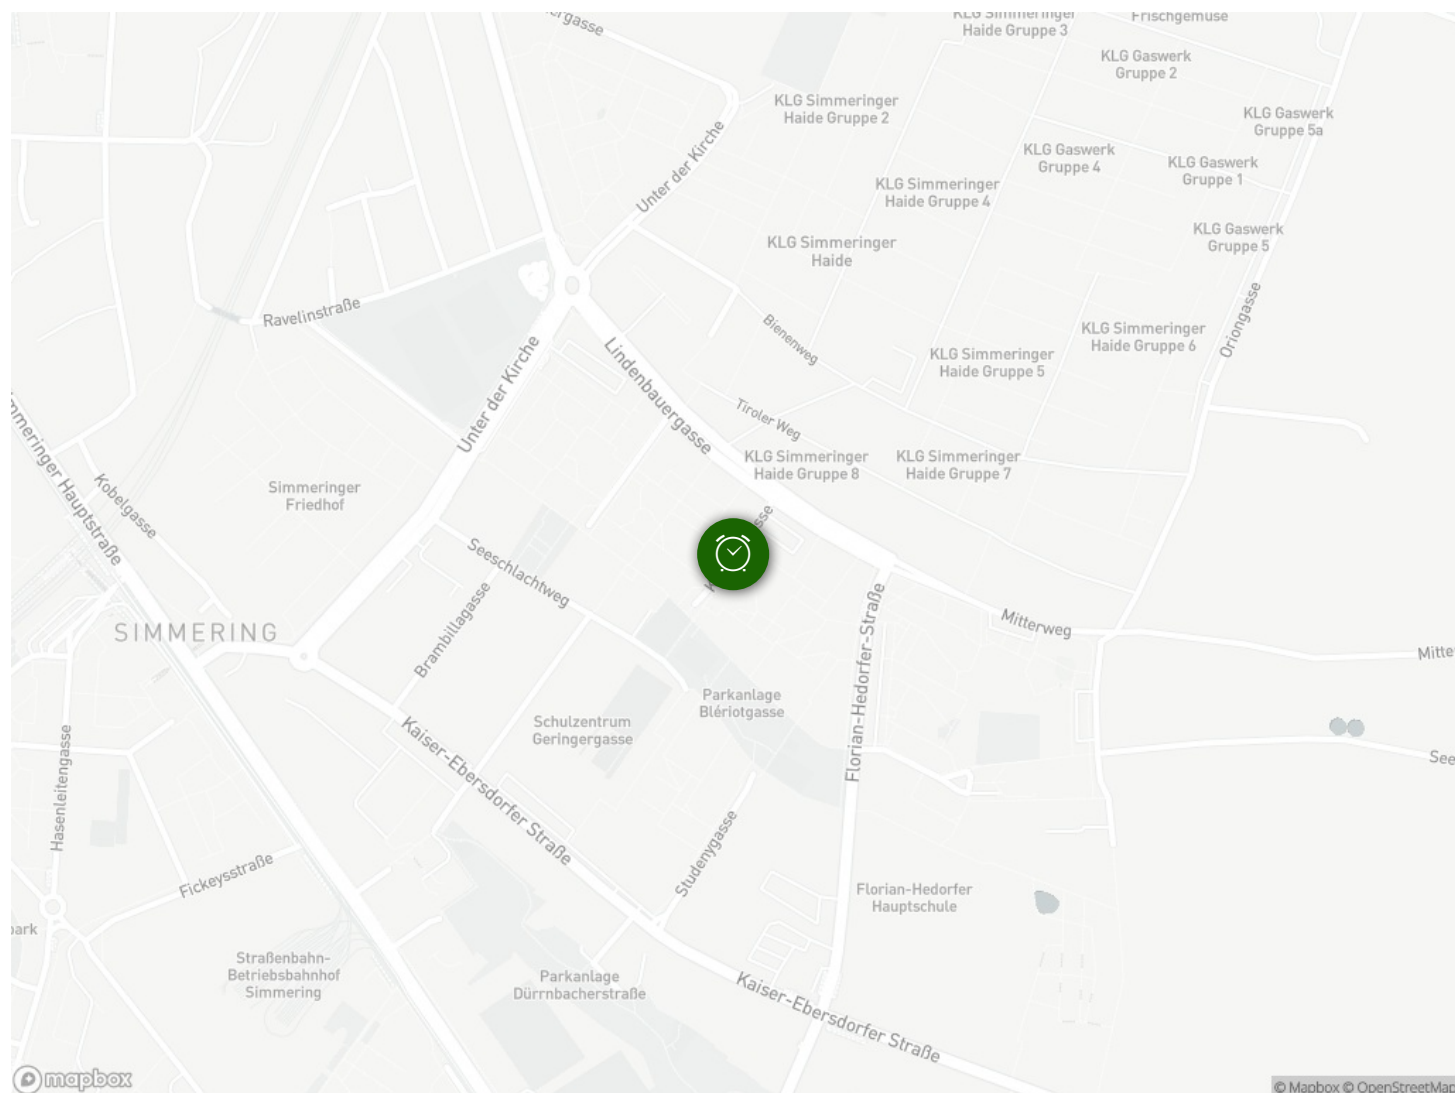 KLG Simmeringer
Haide Gruppe 3
Frischgemüse
KLG Gaswerk
Gruppe 2
KLG Simmeringer
Haide Gruppe 2
KLG Gaswerk
Gruppe 5a
Unter der Kirche
KLG Gaswerk
Gruppe 4
KLG Gaswerk
Gruppe 1
KLG Simmeringer
Haide Gruppe 4
KLG Simmeringer
Haide
KLG Gaswerk
Gruppe 5
Ravelinstraße
Oriongasse
Bienenweg
KLG Simmeringer
Haide Gruppe 6
KLG Simmeringer
Haide Gruppe 5
Unter der Kirche
Lindenbauergasse
Tiroler Weg
KLG Simmeringer
Haide Gruppe 8
KLG Simmeringer
Haide Gruppe 7
mmeringer Hauptstraße
Kobelgasse
Simmeringer
Friedhof
Seeschlachtweg
Brambillagasse
Florian-Hedorfer-Straße
Mitterweg
Mitte
SIMMERING
Parkanlage
Blériotgasse
Schulzentrum
Geringergasse
Kaiser-Ebersdorfer Straße
See
Hasenleitengasse
Studenygasse
Fickeysstraße
Florian-Hedorfer
Hauptschule
park
Straßenbahn-
Betriebsbahnhof
Simmering
Parkanlage
Dürrnbacherstraße
Kaiser-Ebersdorfer Straße
mapbox
© Mapbox © OpenStreetMap